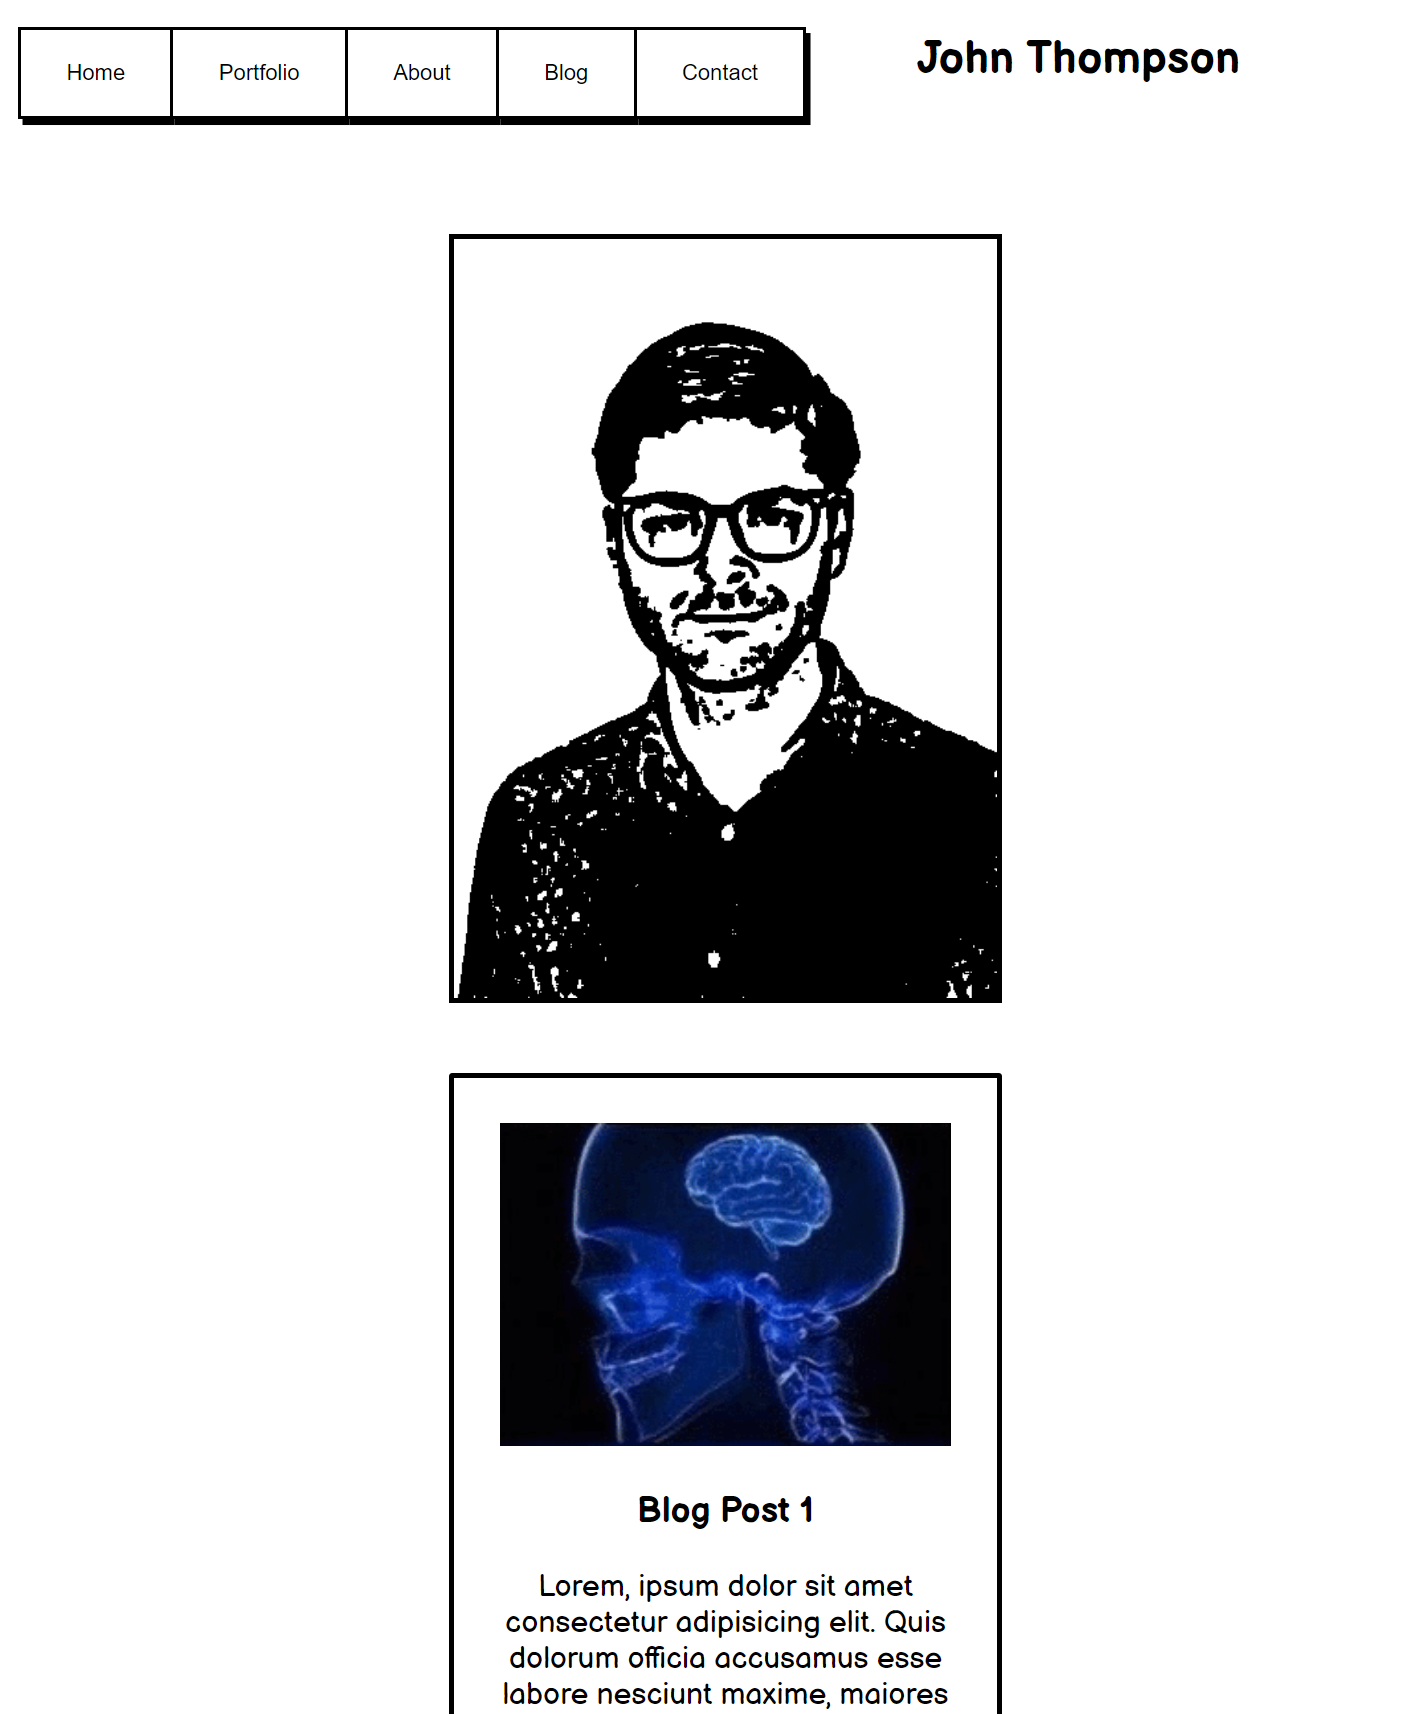 Home Portfolio About Blog Contact
John Thompson
Blog Post 1
Lorem, ipsum dolor sit amet
consectetur adipisicing elit. Quis
dolorum officia accusamus esse
labore nesciunt maxime, maiores